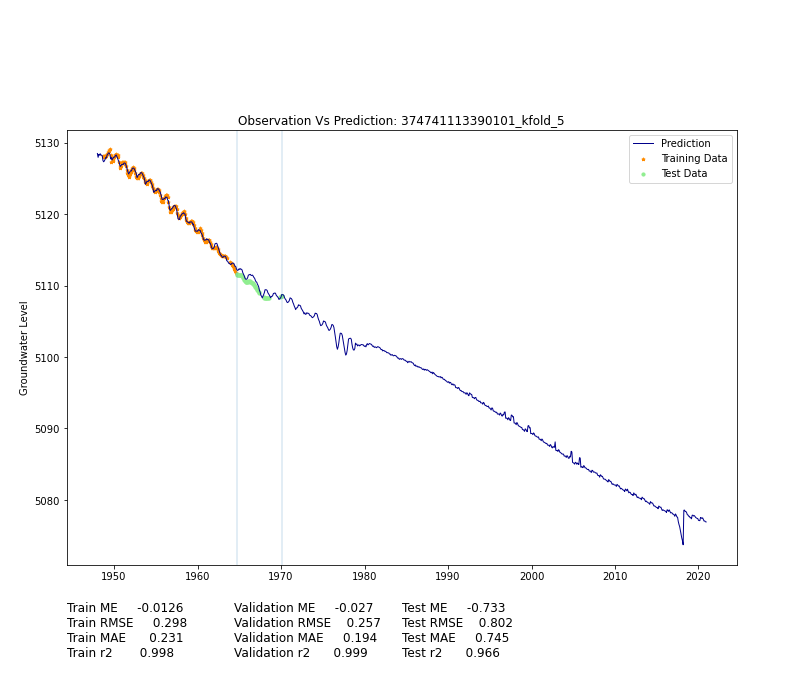 Observation Vs Prediction: 374741113390101_kfold_5
Prediction
Training Data
Test Data
Groundwater Level
5130
5120
5110
5100
5090
5080
1950 1960 1970 1980 1990 2000 2010 2020
Train ME -0.0126 Validation ME -0.027 Test ME -0.733
Train RMSE 0.298 Validation RMSE 0.257 Test RMSE 0.802
Train MAE 0.231 Validation MAE 0.194 Test MAE 0.745
Train r2 0.998 Validation r2 0.999 Test r2 0.966